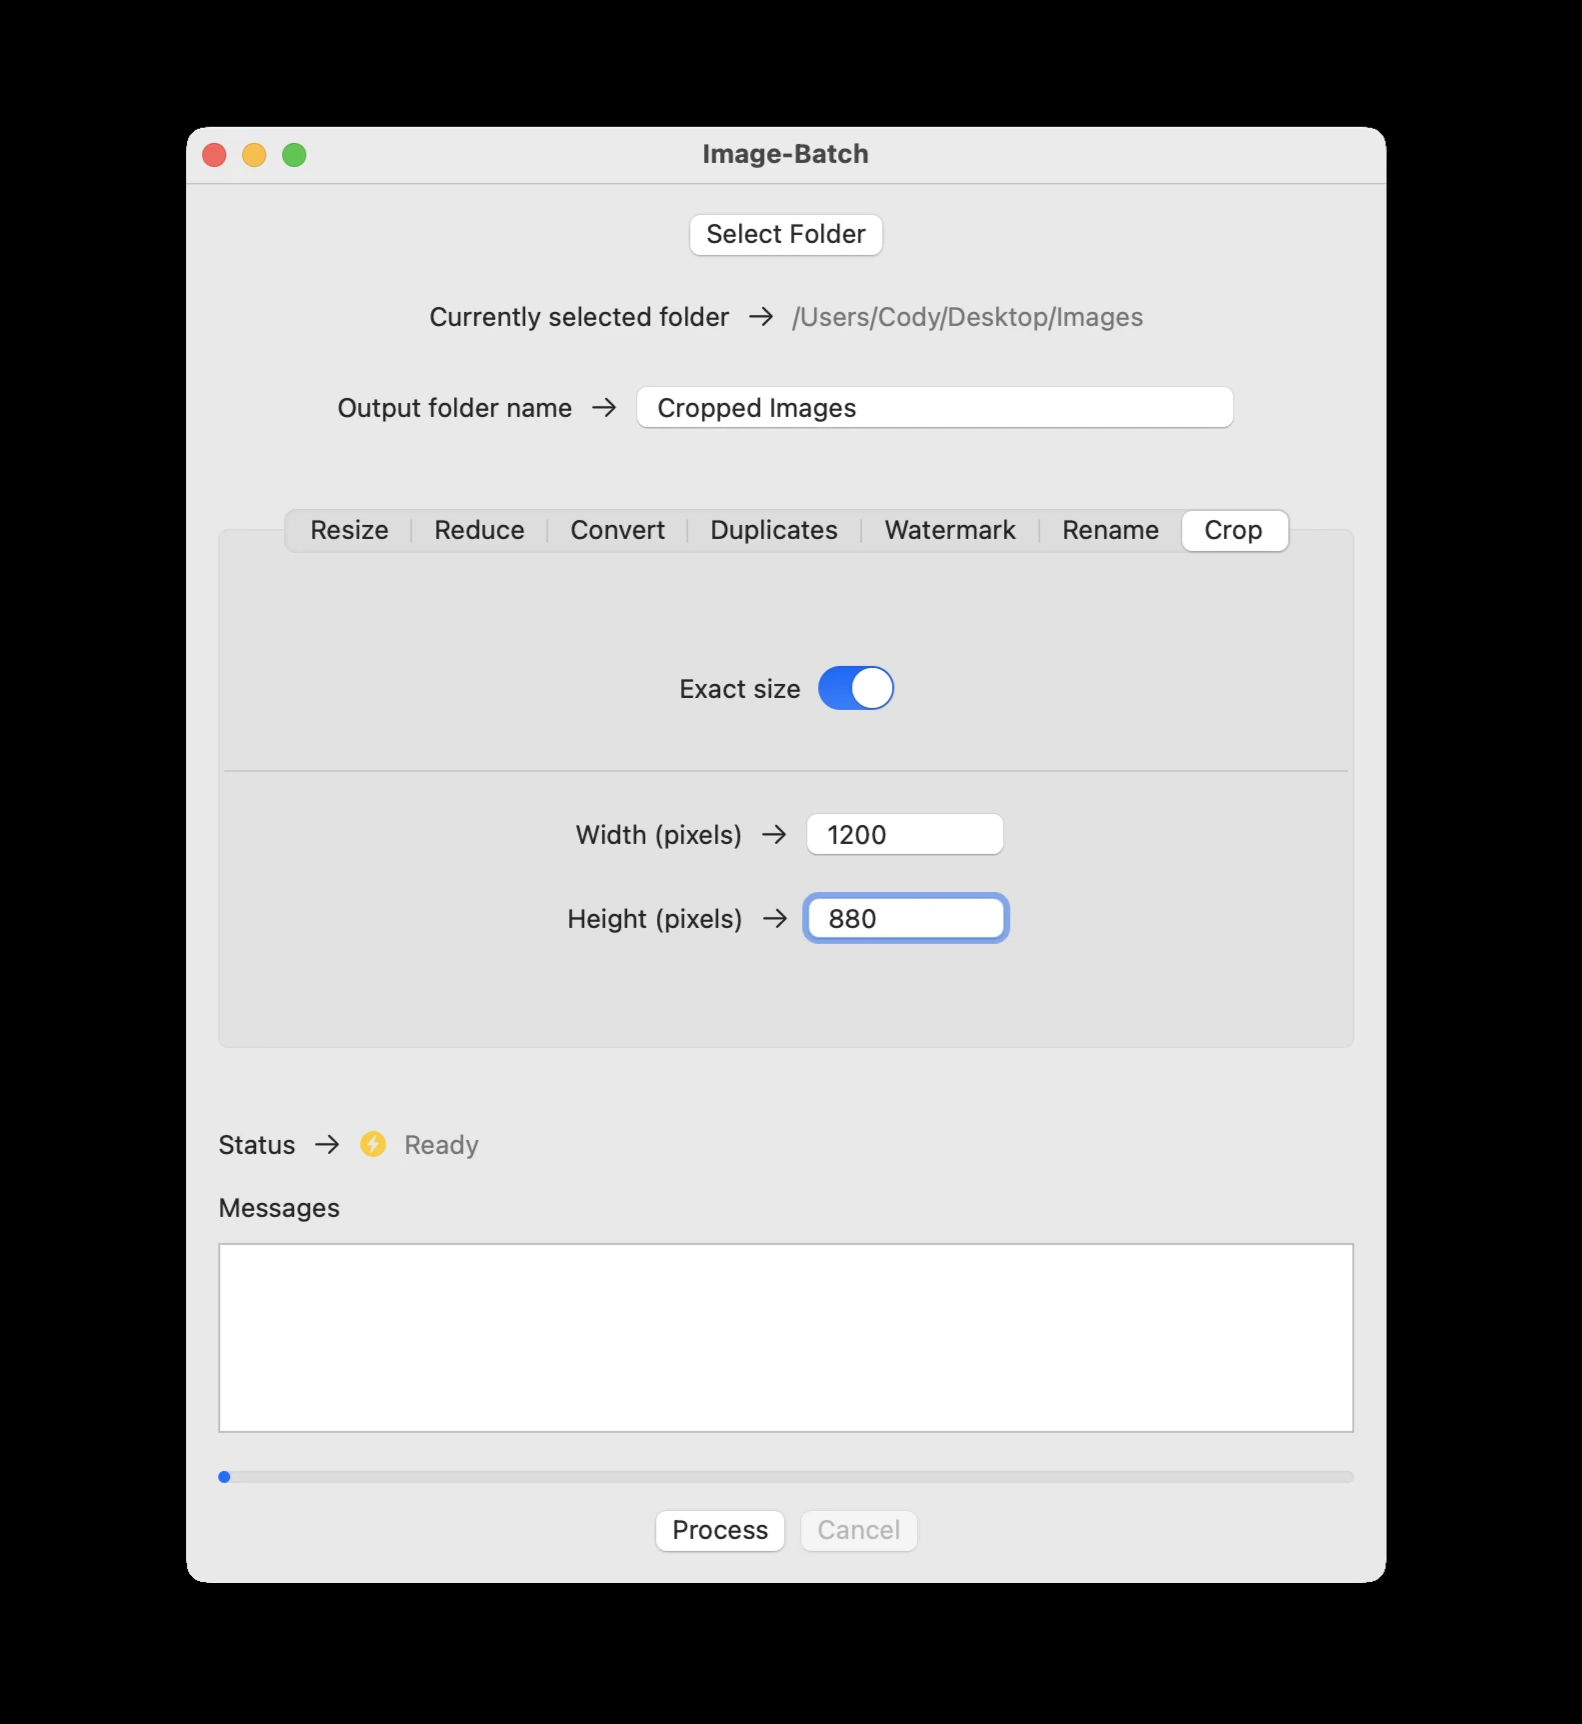 Image-Batch
Select Folder
Currently selected folder → /Users/Cody/Desktop/Images
Output folder name → Cropped Images
Resize Reduce Convert Duplicates Watermark Rename Crop
Exact size
Width (pixels) → 1200
Height (pixels) → 880
Status → Ready
Messages
Process Cancel